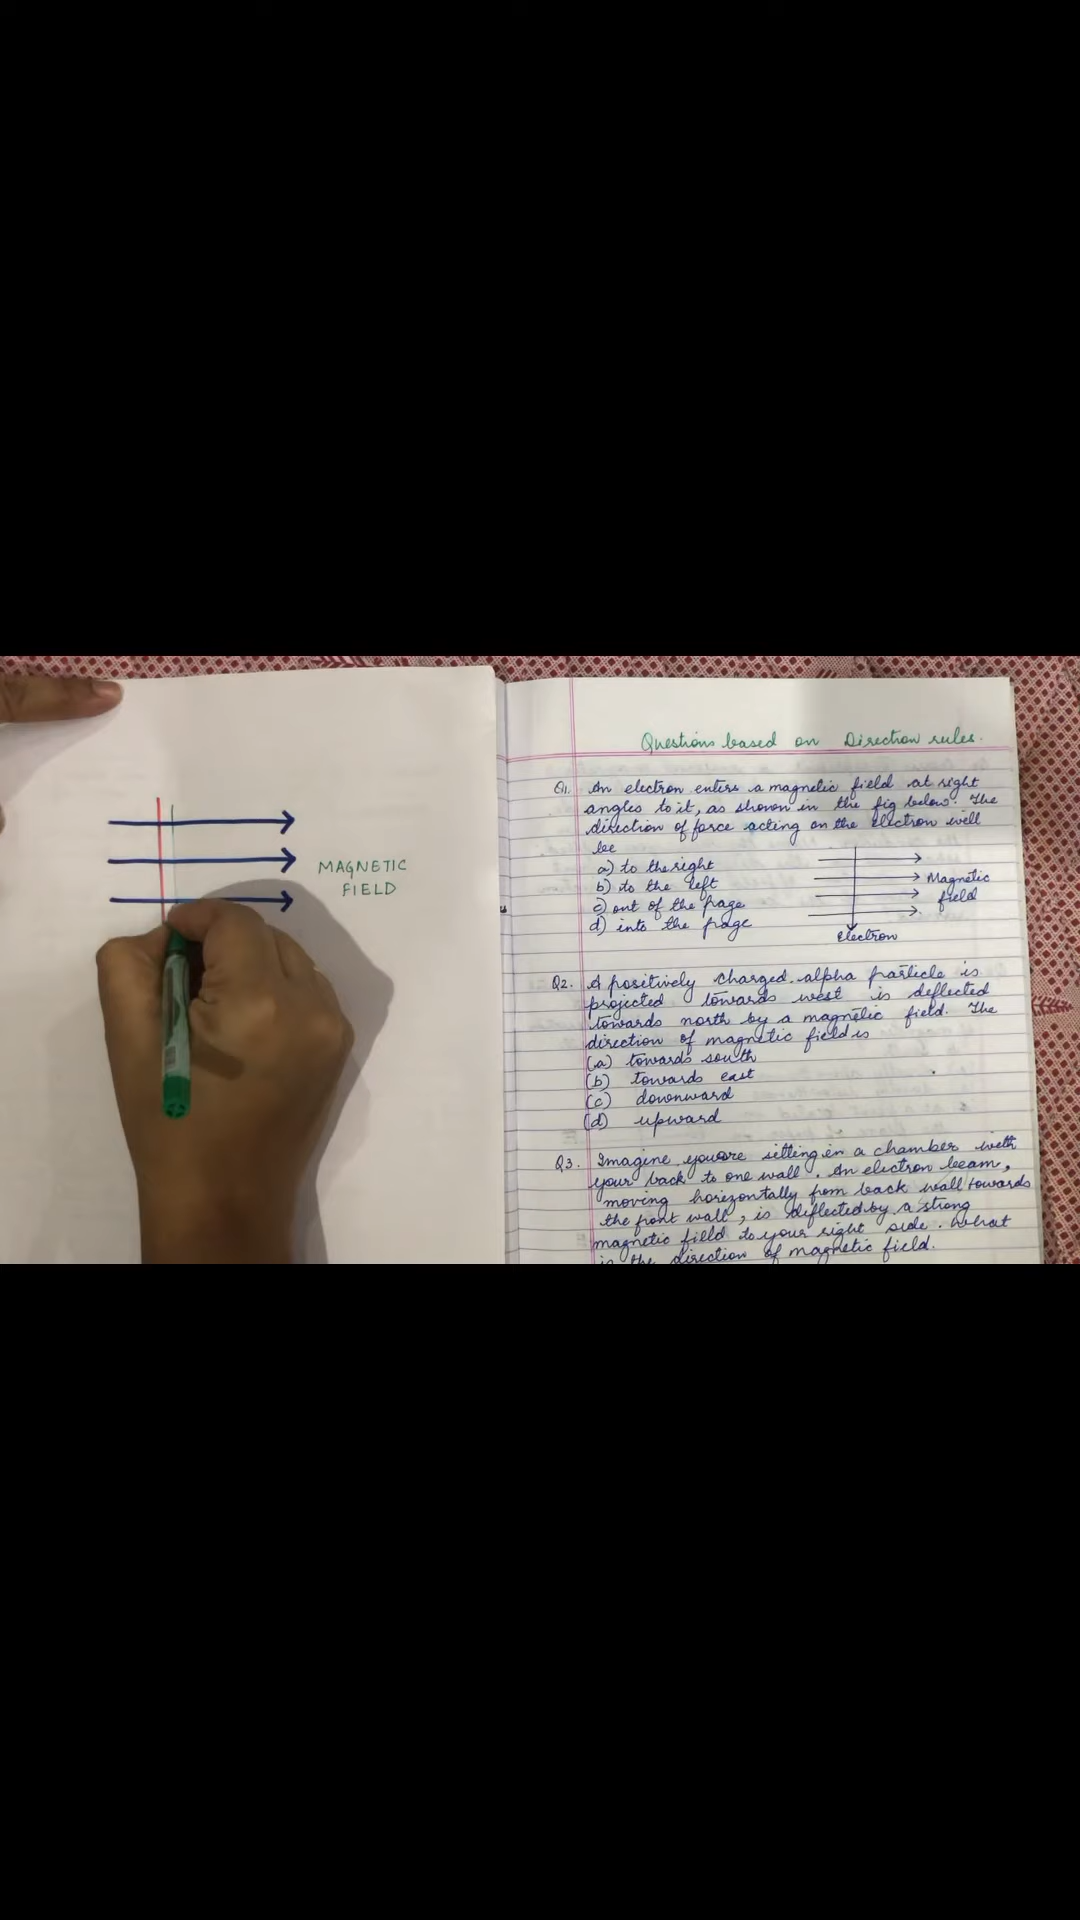 MAGNETIC
FIELD
Questions based on Direction rules.
Q1. An electron enters a magnetic field at right
angles to it, as shown in the fig below. The
direction of force acting on the electron will
be
a) to the right
b) to the left
c) out of the page
d) into the page
Magnetic
field
Electron
Q2. A positively charged alpha particle is
projected towards west is deflected
towards north by a magnetic field. The
direction of magnetic field is
(a) towards south
(b) towards east
(c) downward
(d) upward
Q3. Imagine you are sitting in a chamber with
your back to one wall. An electron beam,
moving horizontally from back wall towards
the front wall, is deflected by a strong
magnetic field to your right side. What
is the direction of magnetic field.